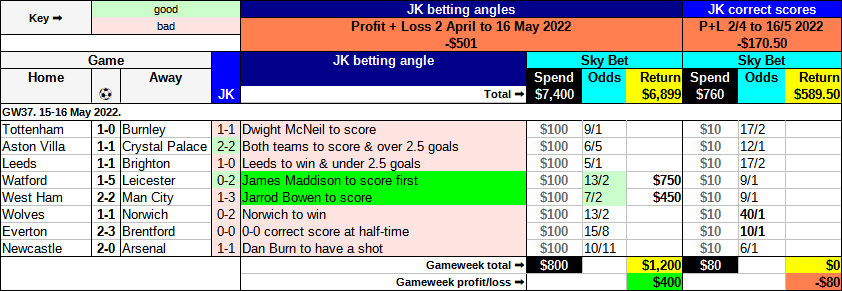 Key ➡ good JK betting angles JK correct scores
bad Profit + Loss 2 April to 16 May 2022 P+L 2/4 to 16/5 2022
-$501 -$170.50
Game JK betting angle Sky Bet Sky Bet
Home Away Spend Odds Return Spend Odds Return
JK Total ➡ $7,400 $6,899 $760 $589.50
GW37. 15-16 May 2022.
Tottenham 1-0 Burnley 1-1 Dwight McNeil to score $100 9/1 $10 17/2
Aston Villa 1-1 Crystal Palace 2-2 Both teams to score & over 2.5 goals $100 6/5 $10 12/1
Leeds 1-1 Brighton 1-0 Leeds to win & under 2.5 goals $100 5/1 $10 17/2
Watford 1-5 Leicester 0-2 James Maddison to score first $100 13/2 $750 $10 9/1
West Ham 2-2 Man City 1-3 Jarrod Bowen to score $100 7/2 $450 $10 9/1
Wolves 1-1 Norwich 0-2 Norwich to win $100 13/2 $10 40/1
Everton 2-3 Brentford 0-0 0-0 correct score at half-time $100 15/8 $10 10/1
Newcastle 2-0 Arsenal 1-1 Dan Burn to have a shot $100 10/11 $10 6/1
Gameweek total ➡ $800 $1,200 $80 $0
Gameweek profit/loss ➡ $400 -$80